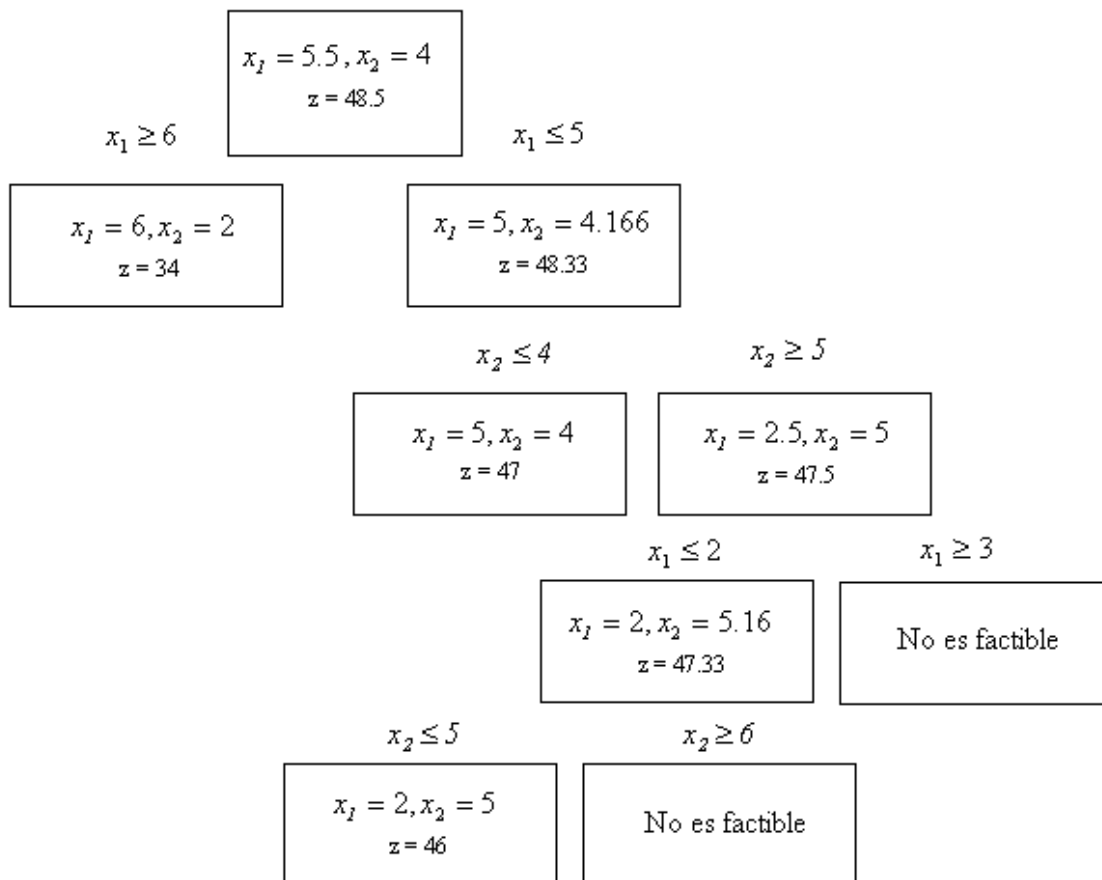 x₁ = 5.5, x₂ = 4
z = 48.5
x₁ ≥ 6
x₁ ≤ 5
x₁ = 6, x₂ = 2
z = 34
x₁ = 5, x₂ = 4.166
z = 48.33
x₂ ≤ 4
x₂ ≥ 5
x₁ = 5, x₂ = 4
z = 47
x₁ = 2.5, x₂ = 5
z = 47.5
x₁ ≤ 2
x₁ ≥ 3
x₁ = 2, x₂ = 5.16
z = 47.33
No es factible
x₂ ≤ 5
x₂ ≥ 6
x₁ = 2, x₂ = 5
z = 46
No es factible